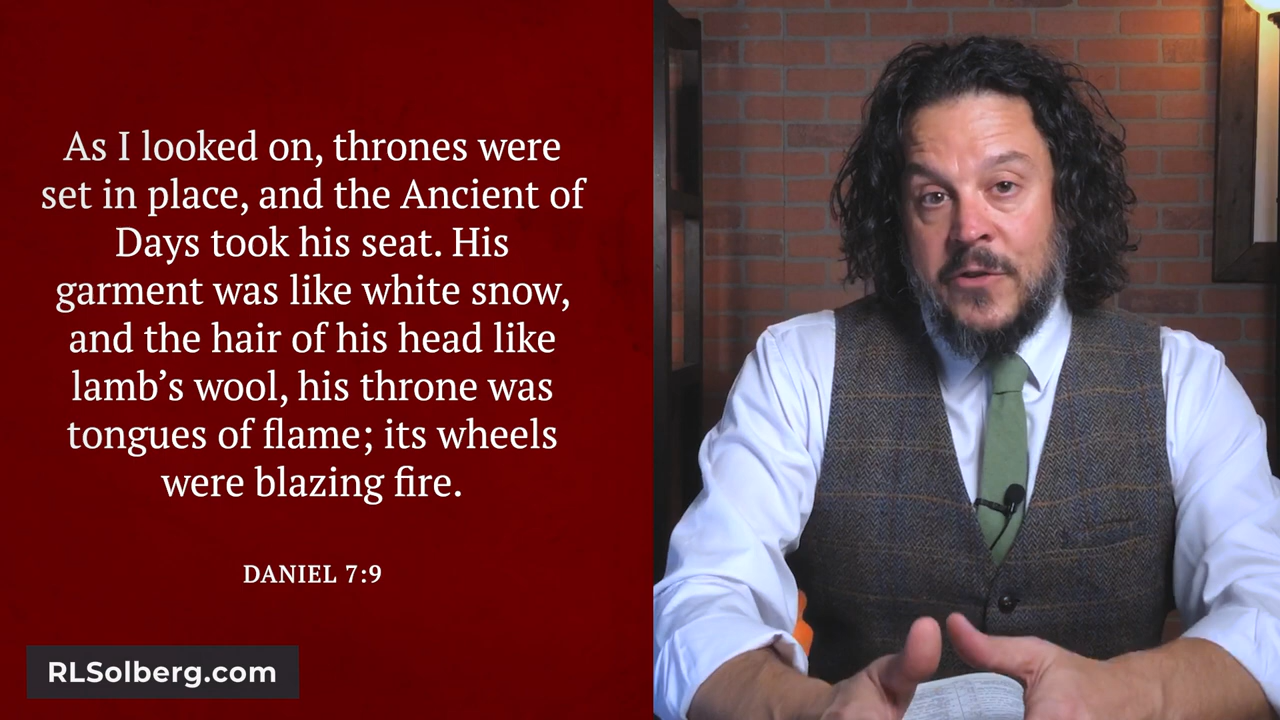 As I looked on, thrones were
set in place, and the Ancient of
Days took his seat. His
garment was like white snow,
and the hair of his head like
lamb’s wool, his throne was
tongues of flame; its wheels
were blazing fire.
DANIEL 7:9
RLSolberg.com